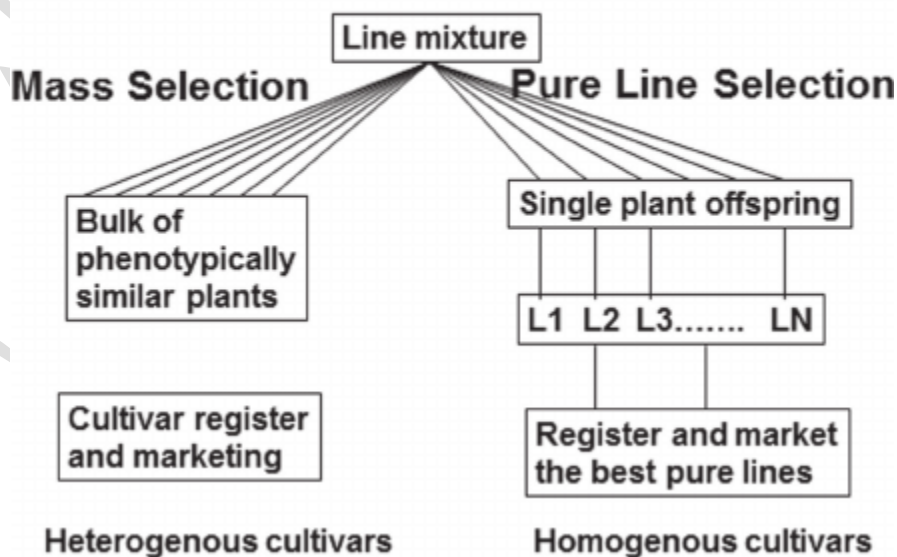 Line mixture
Mass Selection
Pure Line Selection
Bulk of
phenotypically
similar plants
Single plant offspring
L1 L2 L3....... LN
Cultivar register
and marketing
Register and market
the best pure lines
Heterogenous cultivars
Homogenous cultivars